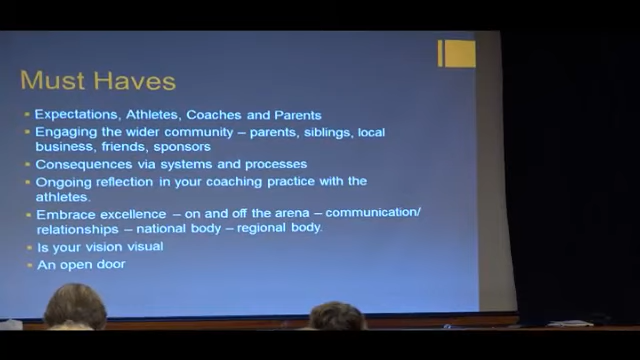 Must Haves
Expectations, Athletes, Coaches and Parents
Engaging the wider community – parents, siblings, local
business, friends, sponsors
Consequences via systems and processes
Ongoing reflection in your coaching practice with the
athletes.
Embrace excellence – on and off the arena – communication/
relationships – national body – regional body.
Is your vision visual
An open door